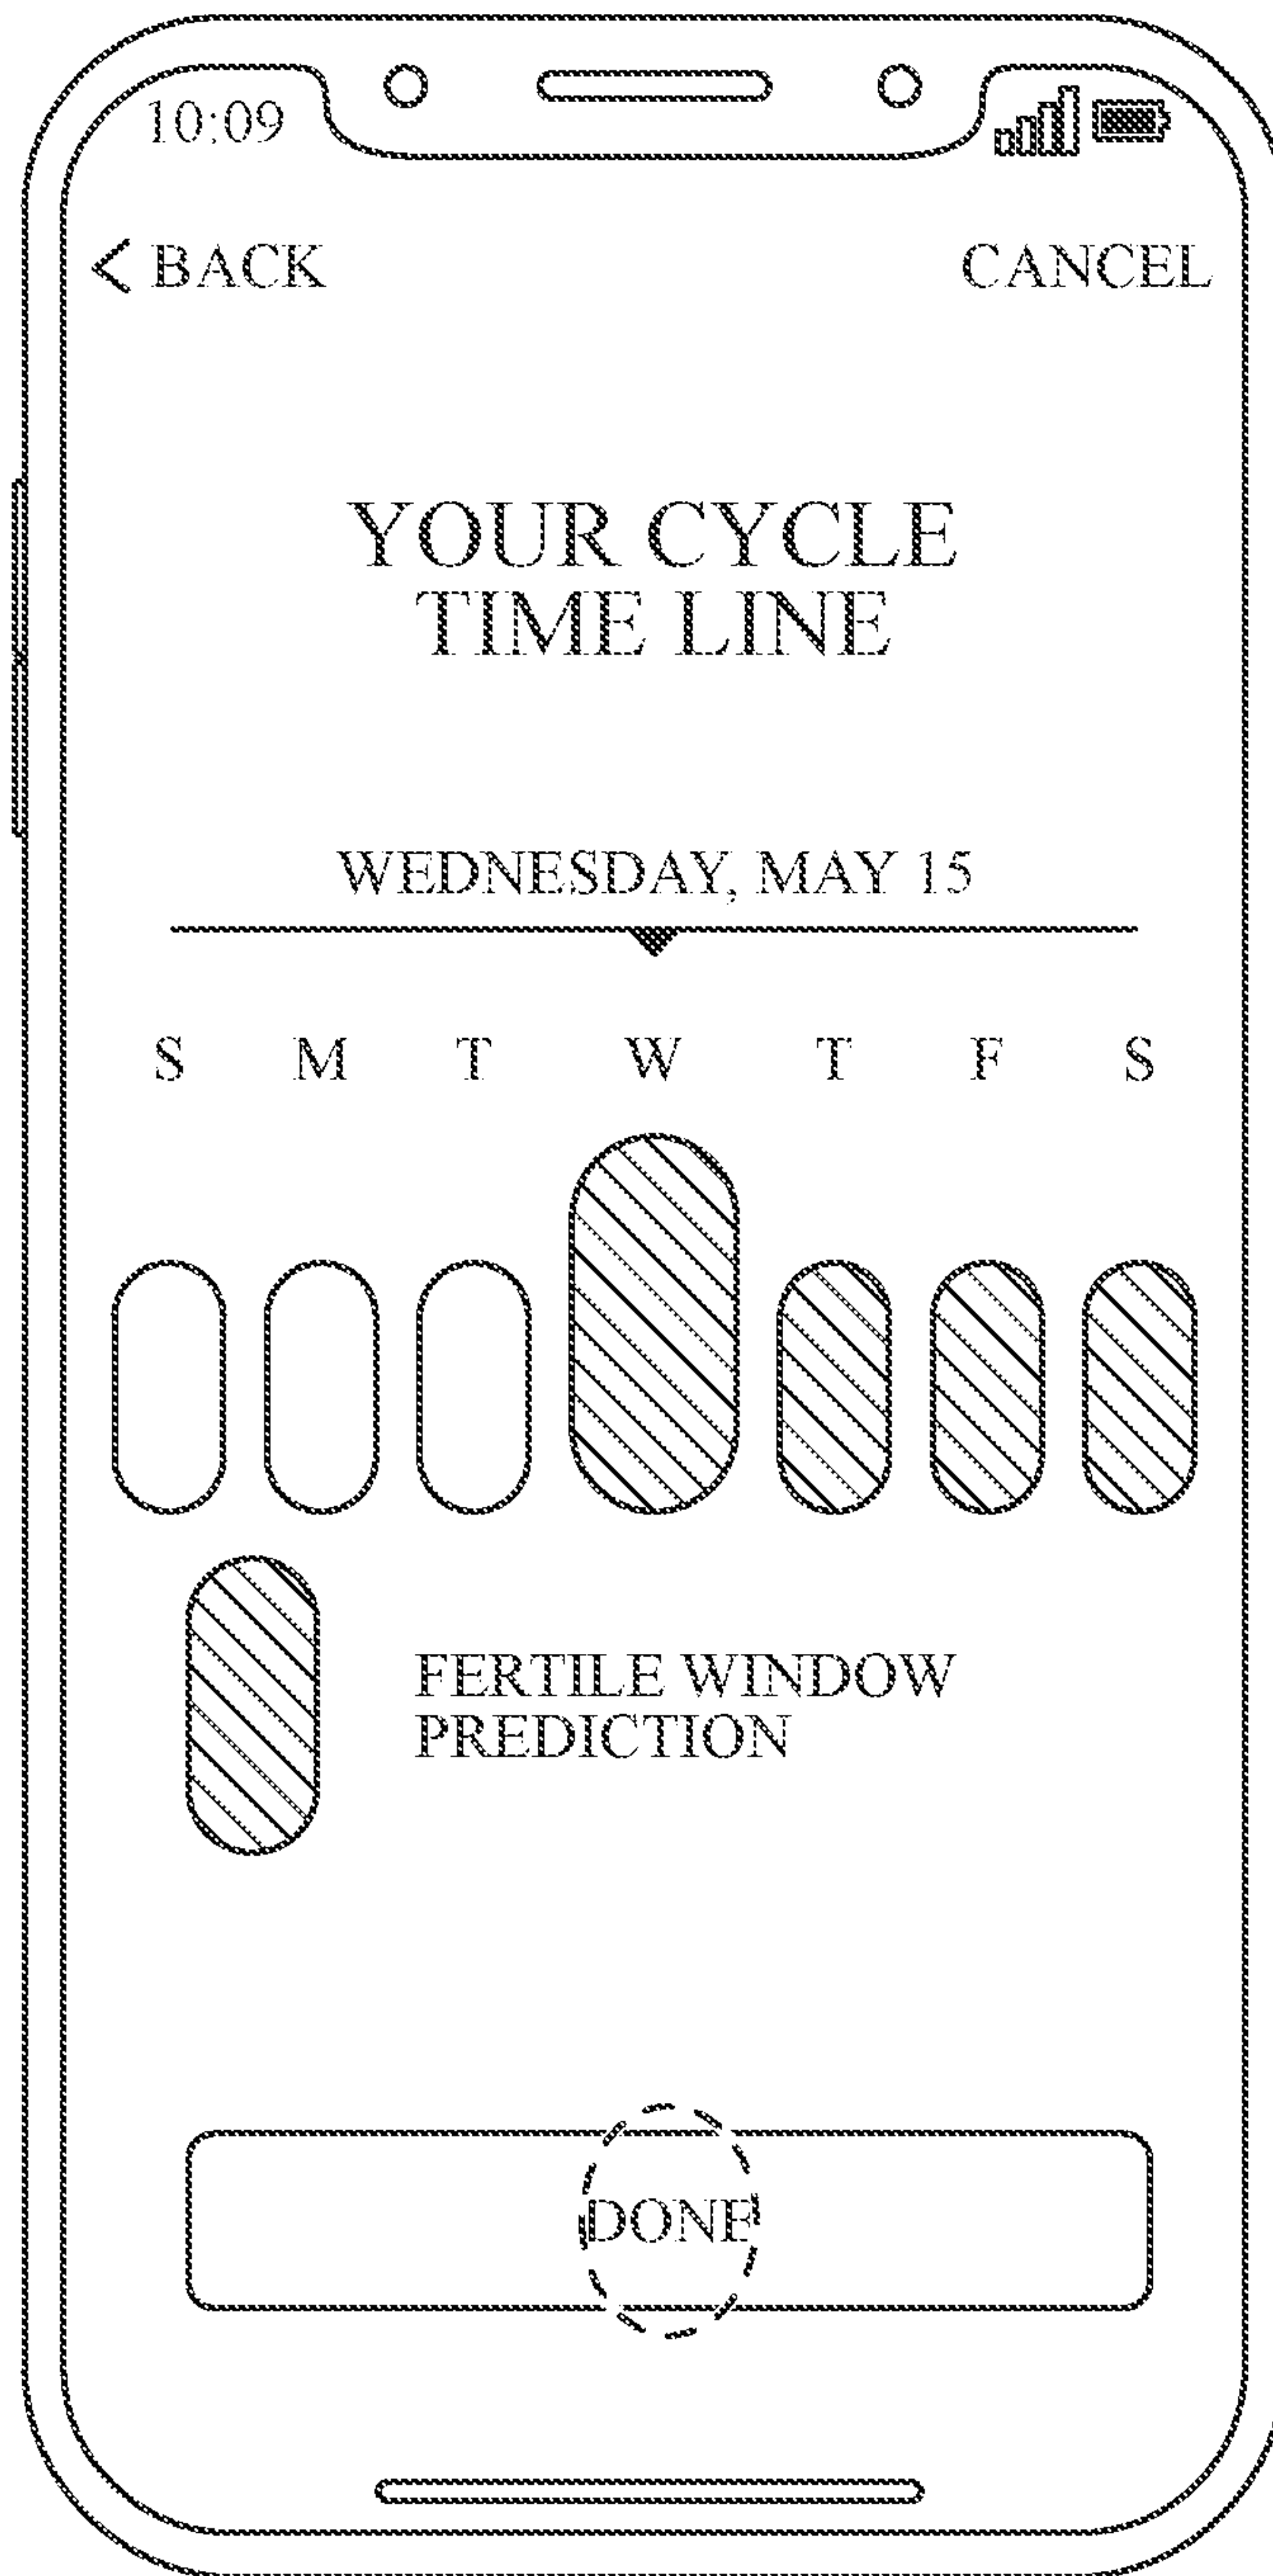 10:09
< BACK CANCEL
YOUR CYCLE
TIME LINE
WEDNESDAY, MAY 15
S M T W T F S
FERTILE WINDOW
PREDICTION
DONE